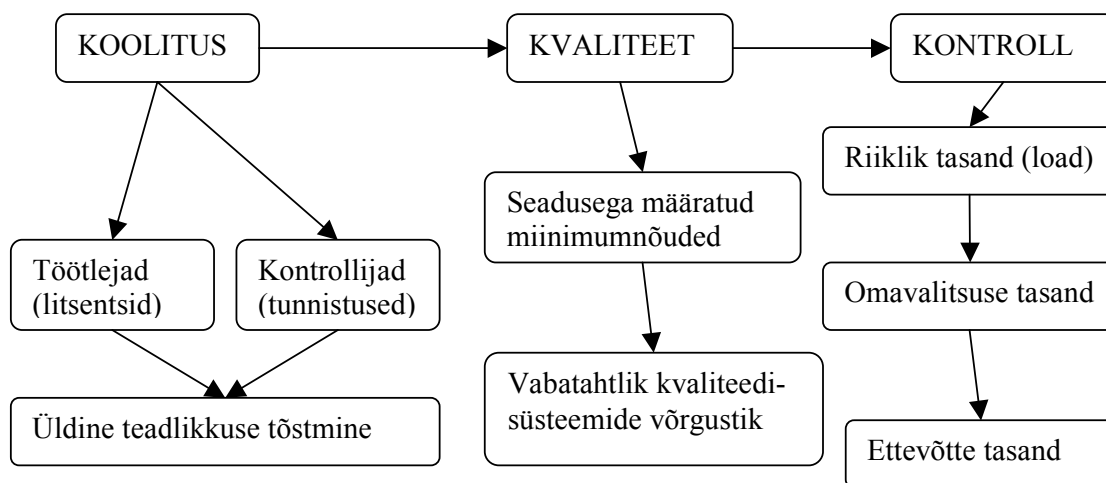 KOOLITUS
KVALITEET
KONTROLL
Riiklik tasand (load)
Seadusega määratud
miinimumnõuded
Töötlejad
(litsentsid)
Kontrollijad
(tunnistused)
Omavalitsuse tasand
Vabatahtlik kvaliteedi-
süsteemide võrgustik
Üldine teadlikkuse tõstmine
Ettevõtte tasand